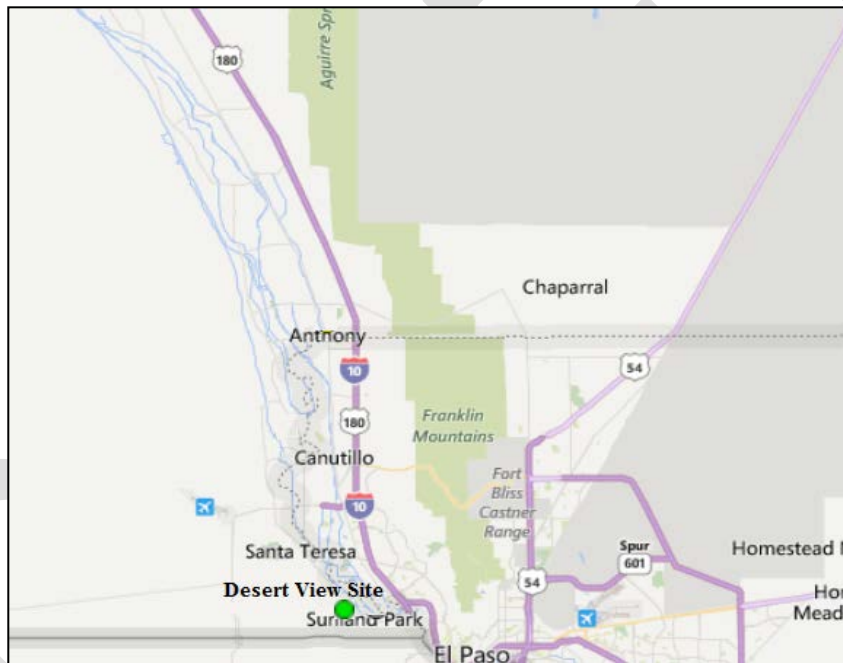 180
Aguirre Spr
Chaparral
Anthony
10
54
180
Franklin
Mountains
Canutillo
Fort
Bliss
Castner
Range
10
Santa Teresa
Spur
601
Homestead
54
Desert View Site
Sunland Park
Hor
Mead
El Paso